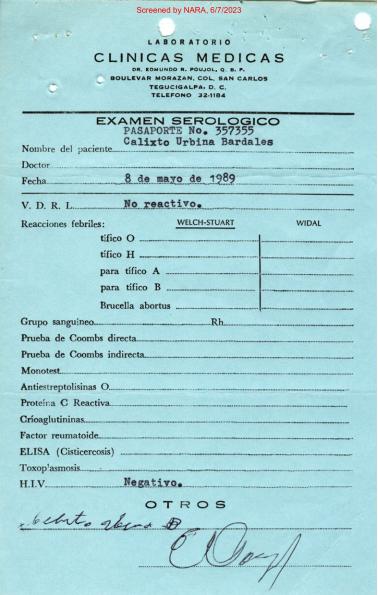 Screened by NARA, 6/7/2023
LABORATORIO
CLINICAS MEDICAS
DR. EDMUNDO R. POUJOL, Q. B. F.
BOULEVAR MORAZAN, COL. SAN CARLOS
TEGUCIGALPA, D. C.
TELEFONO 32-1184
EXAMEN SEROLOGICO
PASAPORTE No. 357355
Nombre del paciente Calixto Urbina Bardales
Doctor
Fecha 8 de mayo de 1989
V. D. R. L. No reactivo.
Reacciones febriles: WELCH-STUART WIDAL
tífico O
tífico H
para tífico A
para tífico B
Brucella abortus
Grupo sanguíneo Rh
Prueba de Coombs directa
Prueba de Coombs indirecta
Monotest
Antiestreptolisinas O
Proteína C Reactiva
Crioaglutininas
Factor reumatoide
ELISA (Cisticercosis)
Toxoplasmosis
H.I.V. Negativo.
OTROS